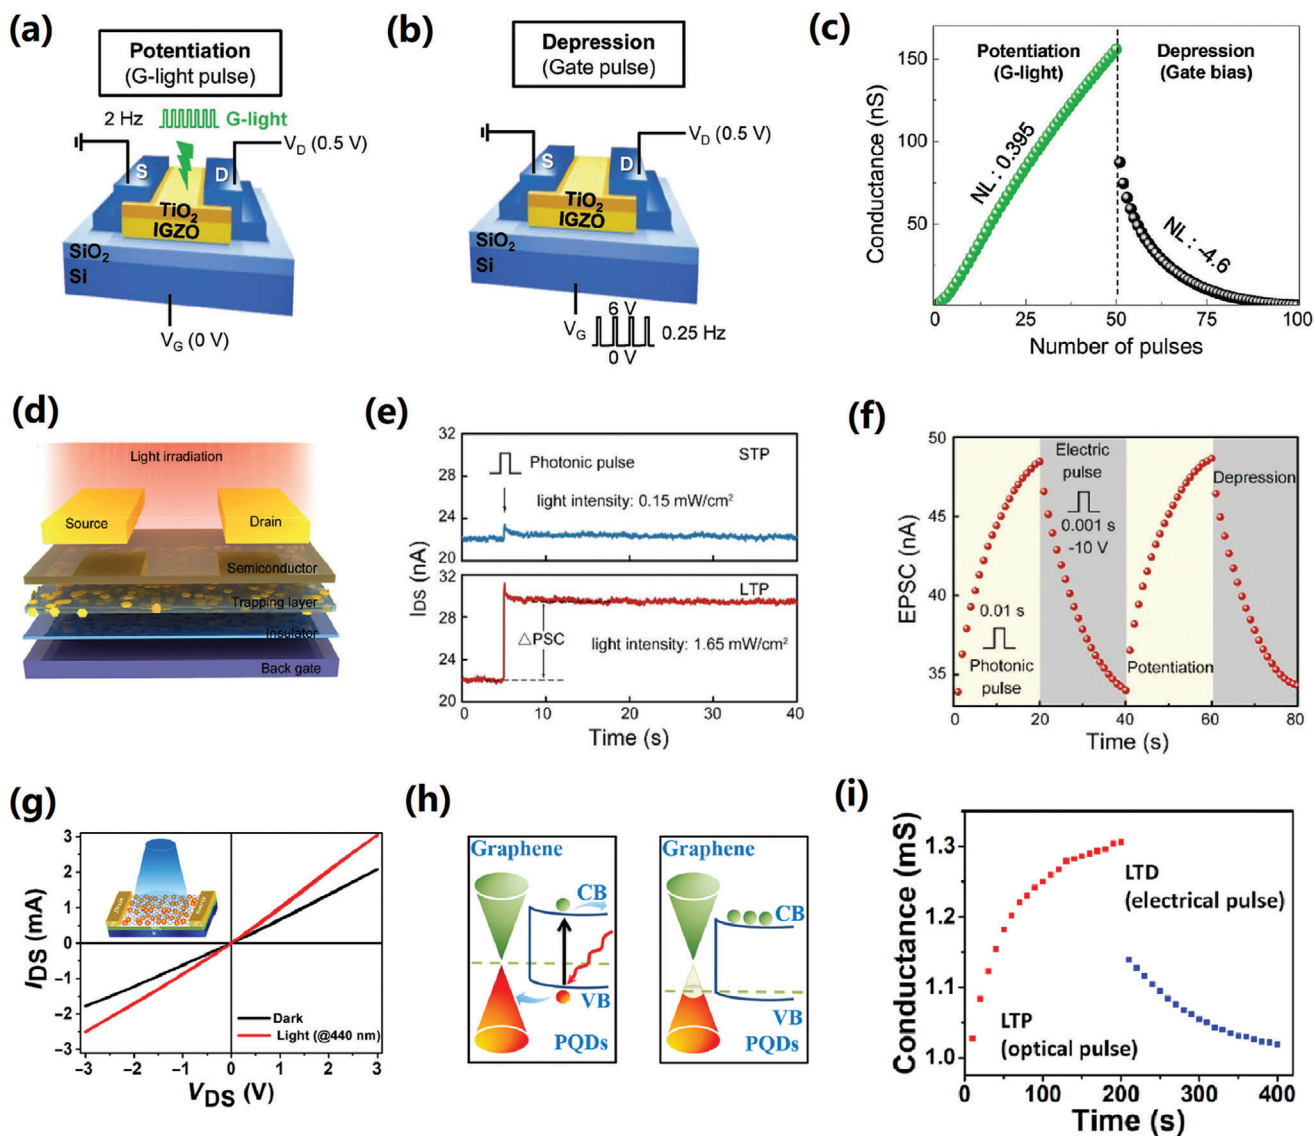 (a)
Potentiation
(G-light pulse)
2 Hz
G-light
V_D (0.5 V)
S
D
TiO₂
IGZO
SiO₂
Si
V_G (0 V)
(b)
Depression
(Gate pulse)
V_D (0.5 V)
S
D
TiO₂
IGZO
SiO₂
Si
6 V
V_G
0.25 Hz
0 V
(c)
Potentiation
(G-light)
Depression
(Gate bias)
NL : 0.395
NL : -4.6
150
100
50
Conductance (nS)
0
25
50
75
100
Number of pulses
(d)
Light irradiation
Source
Drain
Semiconductor
Trapping layer
Insulator
Back gate
(e)
32
28
24
20
Photonic pulse
STP
light intensity: 0.15 mW/cm²
32
28
24
20
LTP
△PSC
light intensity: 1.65 mW/cm²
I_DS (nA)
0
10
20
30
40
Time (s)
(f)
50
45
40
35
EPSC (nA)
Electric
pulse
0.001 s
-10 V
Depression
0.01 s
Photonic
pulse
Potentiation
0
20
40
60
80
Time (s)
(g)
3
2
1
0
−1
−2
−3
I_DS (mA)
Drain
Source
Dark
Light (@440 nm)
−3
−2
−1
0
1
2
3
V_DS (V)
(h)
Graphene
CB
VB
PQDs
Graphene
CB
VB
PQDs
(i)
1.3
1.2
1.1
1.0
Conductance (mS)
LTD
(electrical pulse)
LTP
(optical pulse)
0
100
200
300
400
Time (s)